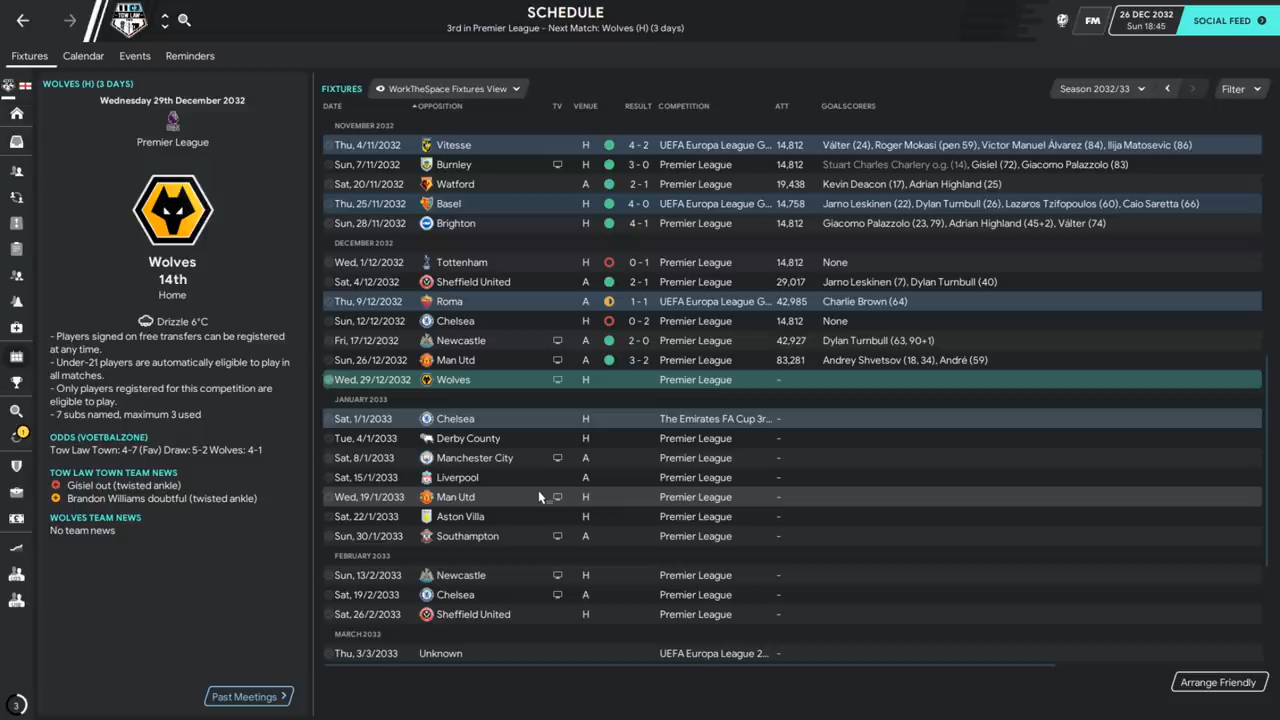 SCHEDULE
3rd in Premier League - Next Match: Wolves (H) (3 days)
FM
26 DEC 2032
Sun 18:45
SOCIAL FEED
TOW LAW
Fixtures Calendar Events Reminders
WOLVES (H) (3 DAYS)
Wednesday 29th December 2032
Premier League
Wolves
14th
Home
Drizzle 6°C
- Players signed on free transfers can be registered
at any time.
- Under-21 players are automatically eligible to play in
all matches.
- Only players registered for this competition are
eligible to play.
- 7 subs named, maximum 3 used
ODDS (VOETBALZONE)
Tow Law Town: 4-7 (Fav) Draw: 5-2 Wolves: 4-1
TOW LAW TOWN TEAM NEWS
Gisiel out (twisted ankle)
Brandon Williams doubtful (twisted ankle)
WOLVES TEAM NEWS
No team news
Past Meetings
1
3
FIXTURES WorkTheSpace Fixtures View Season 2032/33 Filter
DATE OPPOSITION TV VENUE RESULT COMPETITION ATT GOALSCORERS
NOVEMBER 2032
Thu, 4/11/2032 Vitesse H 4 - 2 UEFA Europa League G... 14,812 Válter (24), Roger Mokasi (pen 59), Víctor Manuel Álvarez (84), Ilija Matosevic (86)
Sun, 7/11/2032 Burnley H 3 - 0 Premier League 14,812 Stuart Charles Charlery o.g. (14), Gisiel (72), Giacomo Palazzolo (83)
Sat, 20/11/2032 Watford A 2 - 1 Premier League 19,438 Kevin Deacon (17), Adrian Highland (25)
Thu, 25/11/2032 Basel H 4 - 0 UEFA Europa League G... 14,758 Jarno Leskinen (22), Dylan Turnbull (26), Lazaros Tzifopoulos (60), Caio Saretta (66)
Sun, 28/11/2032 Brighton H 4 - 1 Premier League 14,812 Giacomo Palazzolo (23, 79), Adrian Highland (45+2), Válter (74)
DECEMBER 2032
Wed, 1/12/2032 Tottenham H 0 - 1 Premier League 14,812 None
Sat, 4/12/2032 Sheffield United A 2 - 1 Premier League 29,017 Jarno Leskinen (7), Dylan Turnbull (40)
Thu, 9/12/2032 Roma A 1 - 1 UEFA Europa League G... 42,985 Charlie Brown (64)
Sun, 12/12/2032 Chelsea H 0 - 2 Premier League 14,812 None
Fri, 17/12/2032 Newcastle A 2 - 0 Premier League 42,927 Dylan Turnbull (63, 90+1)
Sun, 26/12/2032 Man Utd A 3 - 2 Premier League 83,281 Andrey Shvetsov (18, 34), André (59)
Wed, 29/12/2032 Wolves H Premier League -
JANUARY 2033
Sat, 1/1/2033 Chelsea H The Emirates FA Cup 3r... -
Tue, 4/1/2033 Derby County H Premier League -
Sat, 8/1/2033 Manchester City A Premier League -
Sat, 15/1/2033 Liverpool A Premier League -
Wed, 19/1/2033 Man Utd H Premier League -
Sat, 22/1/2033 Aston Villa H Premier League -
Sun, 30/1/2033 Southampton A Premier League -
FEBRUARY 2033
Sun, 13/2/2033 Newcastle H Premier League -
Sat, 19/2/2033 Chelsea A Premier League -
Sat, 26/2/2033 Sheffield United H Premier League -
MARCH 2033
Thu, 3/3/2033 Unknown UEFA Europa League 2... -
Arrange Friendly